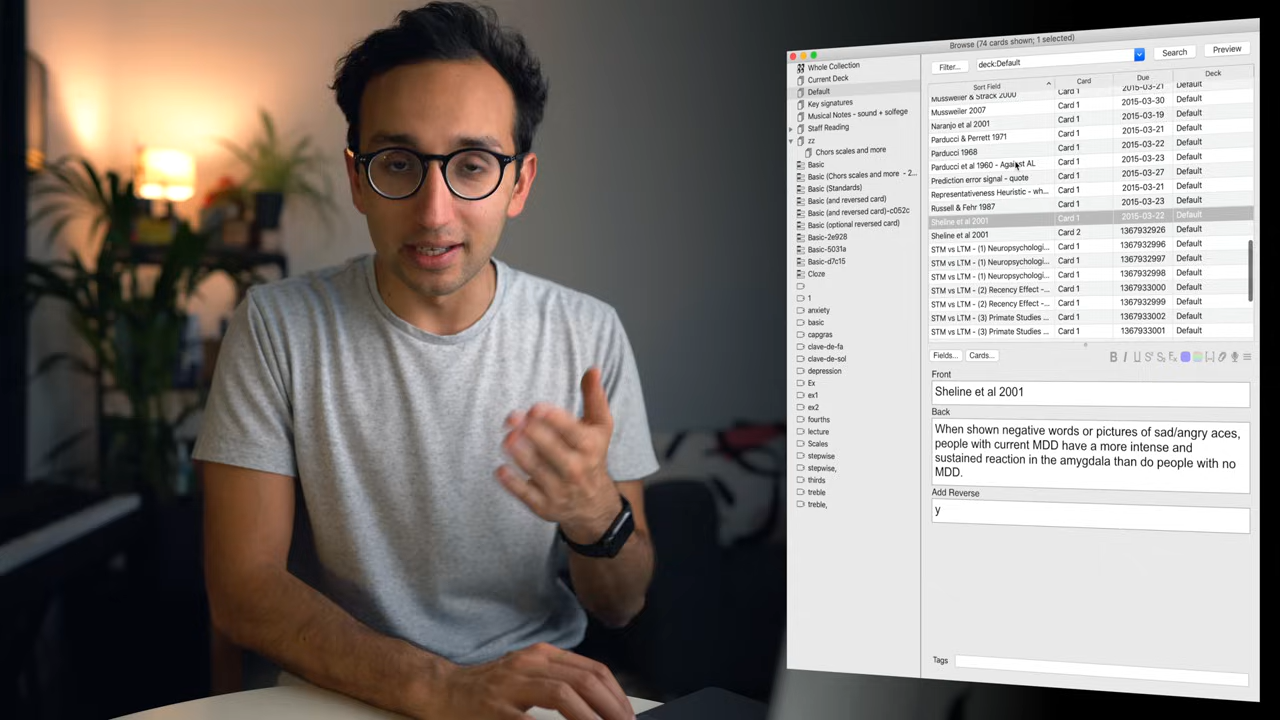 Browse (74 cards shown; 1 selected)
Whole Collection
Current Deck
Default
Key signatures
Musical Notes - sound + solfege
Staff Reading
zz
Chors scales and more
Basic
Basic (Chors scales and more - 2...
Basic (Standards)
Basic (and reversed card)
Basic (and reversed card)-c052c
Basic (optional reversed card)
Basic-2e928
Basic-5031a
Basic-d7c15
Cloze
1
anxiety
basic
capgras
clave-de-fa
clave-de-sol
depression
Ex
ex1
ex2
fourths
lecture
Scales
stepwise
stepwise,
thirds
treble
treble,
Filter...
deck:Default
Search
Preview
Sort Field Card Due Deck
Mussweiler & Strack 2000 Card 1 2015-03-21 Default
Mussweiler 2007 Card 1 2015-03-30 Default
Naranjo et al 2001 Card 1 2015-03-19 Default
Parducci & Perrett 1971 Card 1 2015-03-21 Default
Parducci 1968 Card 1 2015-03-22 Default
Parducci et al 1960 - Against AL Card 1 2015-03-23 Default
Prediction error signal - quote Card 1 2015-03-27 Default
Representativeness Heuristic - wh... Card 1 2015-03-21 Default
Russell & Fehr 1987 Card 1 2015-03-23 Default
Sheline et al 2001 Card 1 2015-03-22 Default
Sheline et al 2001 Card 2 1367932926 Default
STM vs LTM - (1) Neuropsychologi... Card 1 1367932996 Default
STM vs LTM - (1) Neuropsychologi... Card 1 1367932997 Default
STM vs LTM - (1) Neuropsychologi... Card 1 1367932998 Default
STM vs LTM - (2) Recency Effect -... Card 1 1367933000 Default
STM vs LTM - (2) Recency Effect -... Card 1 1367932999 Default
STM vs LTM - (3) Primate Studies ... Card 1 1367933002 Default
STM vs LTM - (3) Primate Studies ... Card 1 1367933001 Default
Fields...
Cards...
Front
Sheline et al 2001
Back
When shown negative words or pictures of sad/angry aces,
people with current MDD have a more intense and
sustained reaction in the amygdala than do people with no
MDD.
Add Reverse
y
Tags